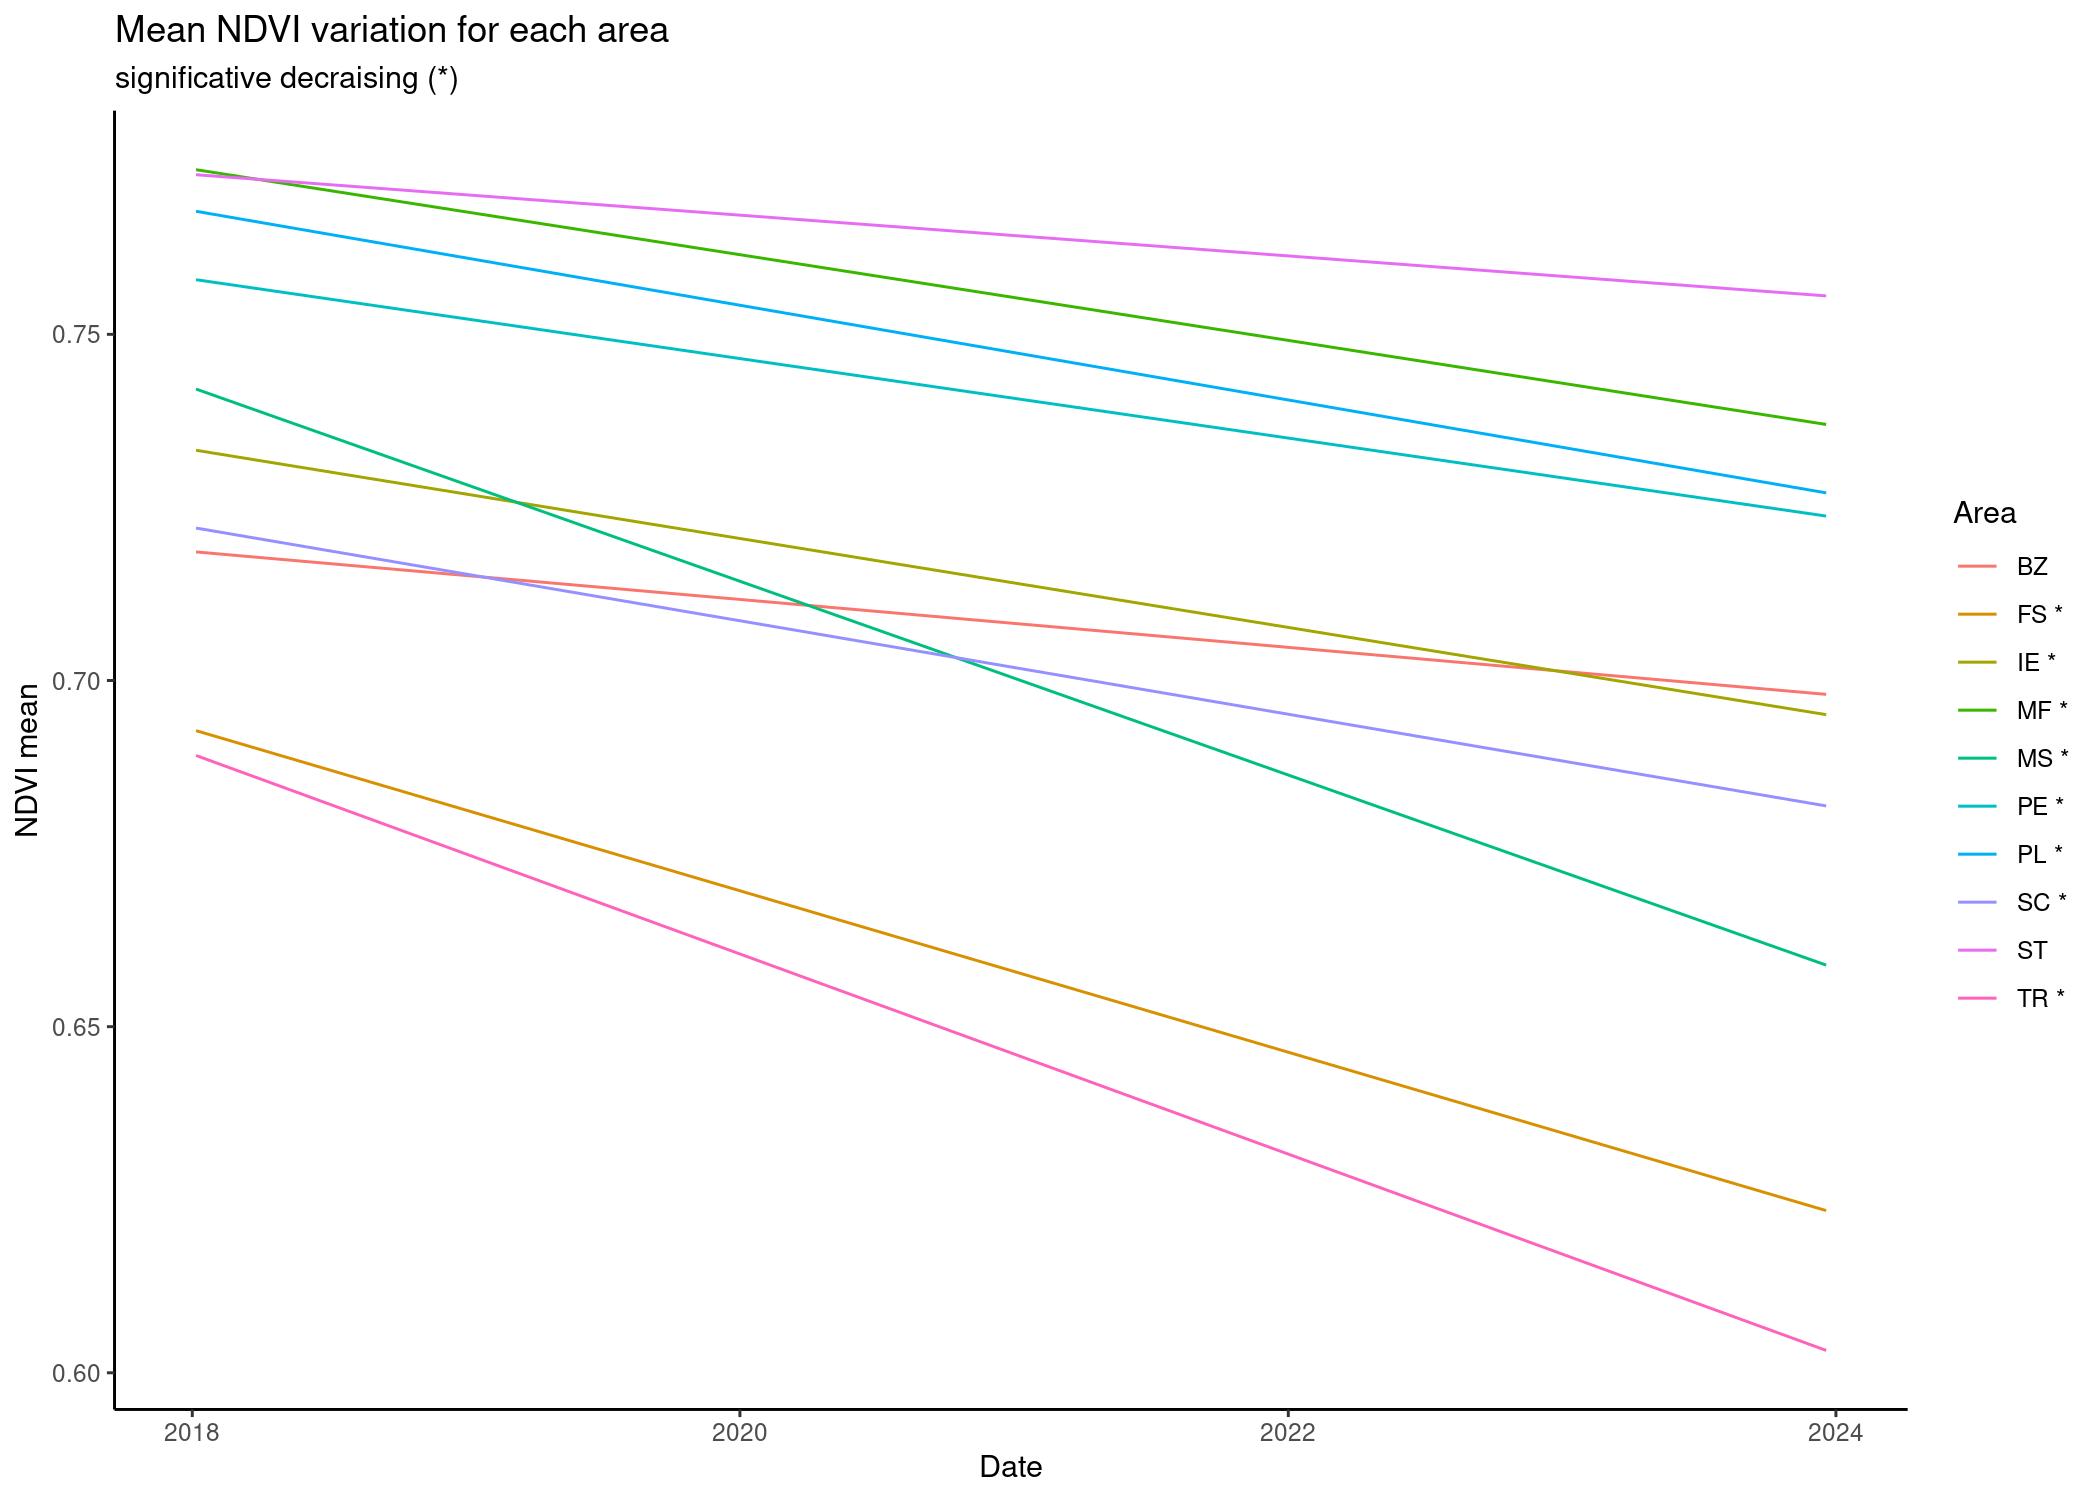 Mean NDVI variation for each area
significative decraising (*)
NDVI mean
0.75
0.70
0.65
0.60
2018
2020
2022
2024
Date
Area
BZ
FS *
IE *
MF *
MS *
PE *
PL *
SC *
ST
TR *